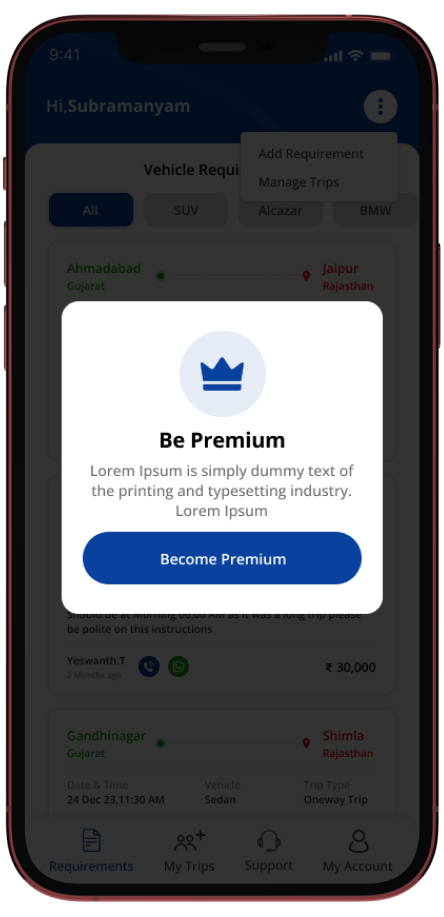 9:41
Hi,Subramanyam
Add Requirement
Manage Trips
Vehicle Requi
All
SUV
Alcazar
BMW
Ahmadabad
Gujarat
Jaipur
Rajasthan
Be Premium
Lorem Ipsum is simply dummy text of
the printing and typesetting industry.
Lorem Ipsum
Become Premium
Should be at Morning 06:00 AM as it was a long trip please
be polite on this instructions
Yeswanth.T
2 Months ago
₹ 30,000
Gandhinagar
Gujarat
Shimla
Rajasthan
Date & Time
Vehicle
Trip Type
24 Dec 23,11:30 AM
Sedan
Oneway Trip
Requirements
My Trips
Support
My Account